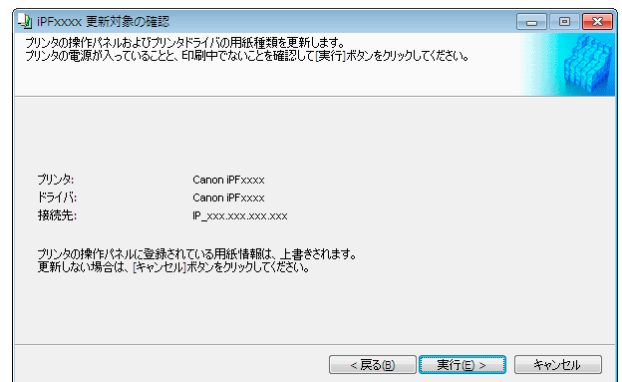 iPFxxxx 更新対象の確認
プリンタの操作パネルおよびプリンタドライバの用紙種類を更新します。
プリンタの電源が入っていることと、印刷中でないことを確認して[実行]ボタンをクリックしてください。
プリンタ: Canon iPFxxxx
ドライバ: Canon iPFxxxx
接続先: IP_xxx.xxx.xxx.xxx
プリンタの操作パネルに登録されている用紙情報は、上書きされます。
更新しない場合は、[キャンセル]ボタンをクリックしてください。
< 戻る(B) 実行(E) > キャンセル